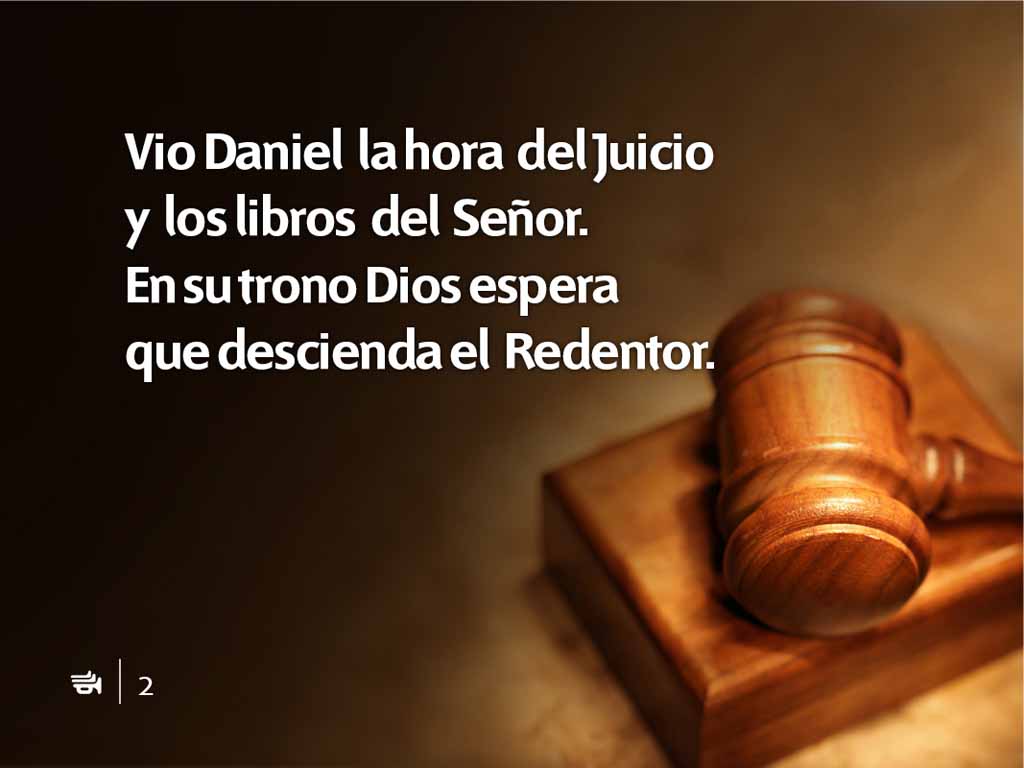 Vio Daniel la hora del Juicio
y los libros del Señor.
En su trono Dios espera
que descienda el Redentor.
2